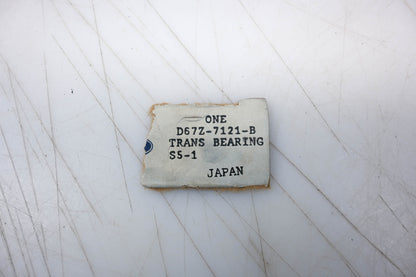 ONE
D67Z-7121-B
TRANS BEARING
S5-1
JAPAN